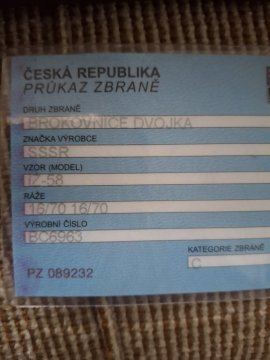 ČESKÁ REPUBLIKA
PRŮKAZ ZBRANĚ
DRUH ZBRANĚ
BROKOVNICE DVOJKA
ZNAČKA VÝROBCE
SSSR
VZOR (MODEL)
IZ-58
RÁŽE
16/70 16/70
VÝROBNÍ ČÍSLO
BC6963
KATEGORIE ZBRANĚ
C
PZ 089232